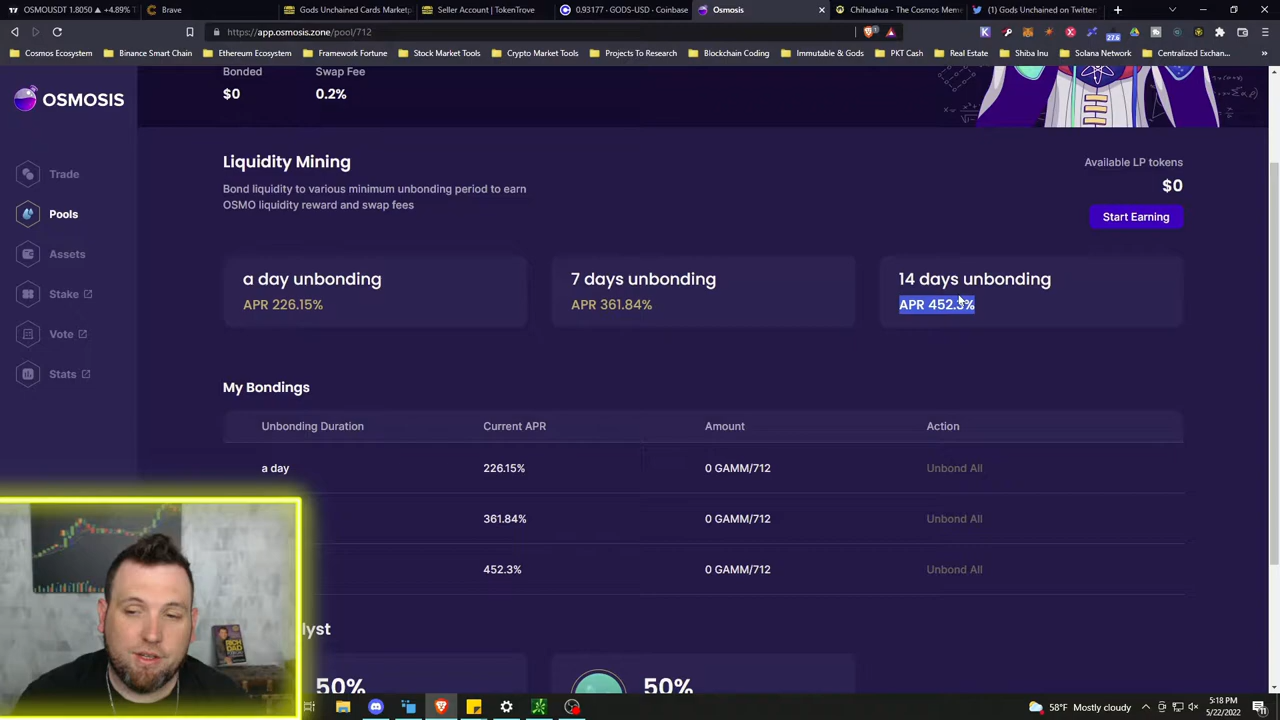 OSMOUSDT 1.8050 ▲ +4.89%
Brave
Gods Unchained Cards Market
Seller Account | TokenTrove
0.93177 · GODS-USD · Coinbase
Osmosis
Chihuahua - The Cosmos Mem
(1) Gods Unchained on Twitter
https://app.osmosis.zone/pool/712
27.6
Cosmos Ecosystem
Binance Smart Chain
Ethereum Ecosystem
Framework Fortune
Stock Market Tools
Crypto Market Tools
Projects To Research
Blockchain Coding
Immutable & Gods
PKT Cash
Real Estate
Shiba Inu
Solana Network
Centralized Exchan...
OSMOSIS
Trade
Pools
Assets
Stake
Vote
Stats
Bonded
Swap Fee
$0
0.2%
Liquidity Mining
Bond liquidity to various minimum unbonding period to earn
OSMO liquidity reward and swap fees
Available LP tokens
$0
Start Earning
a day unbonding
APR 226.15%
7 days unbonding
APR 361.84%
14 days unbonding
APR 452.3%
My Bondings
Unbonding Duration
Current APR
Amount
Action
a day
226.15%
0 GAMM/712
Unbond All
361.84%
0 GAMM/712
Unbond All
452.3%
0 GAMM/712
Unbond All
lyst
50%
50%
RICH
DAD
58°F Mostly cloudy
5:18 PM
5/22/2022